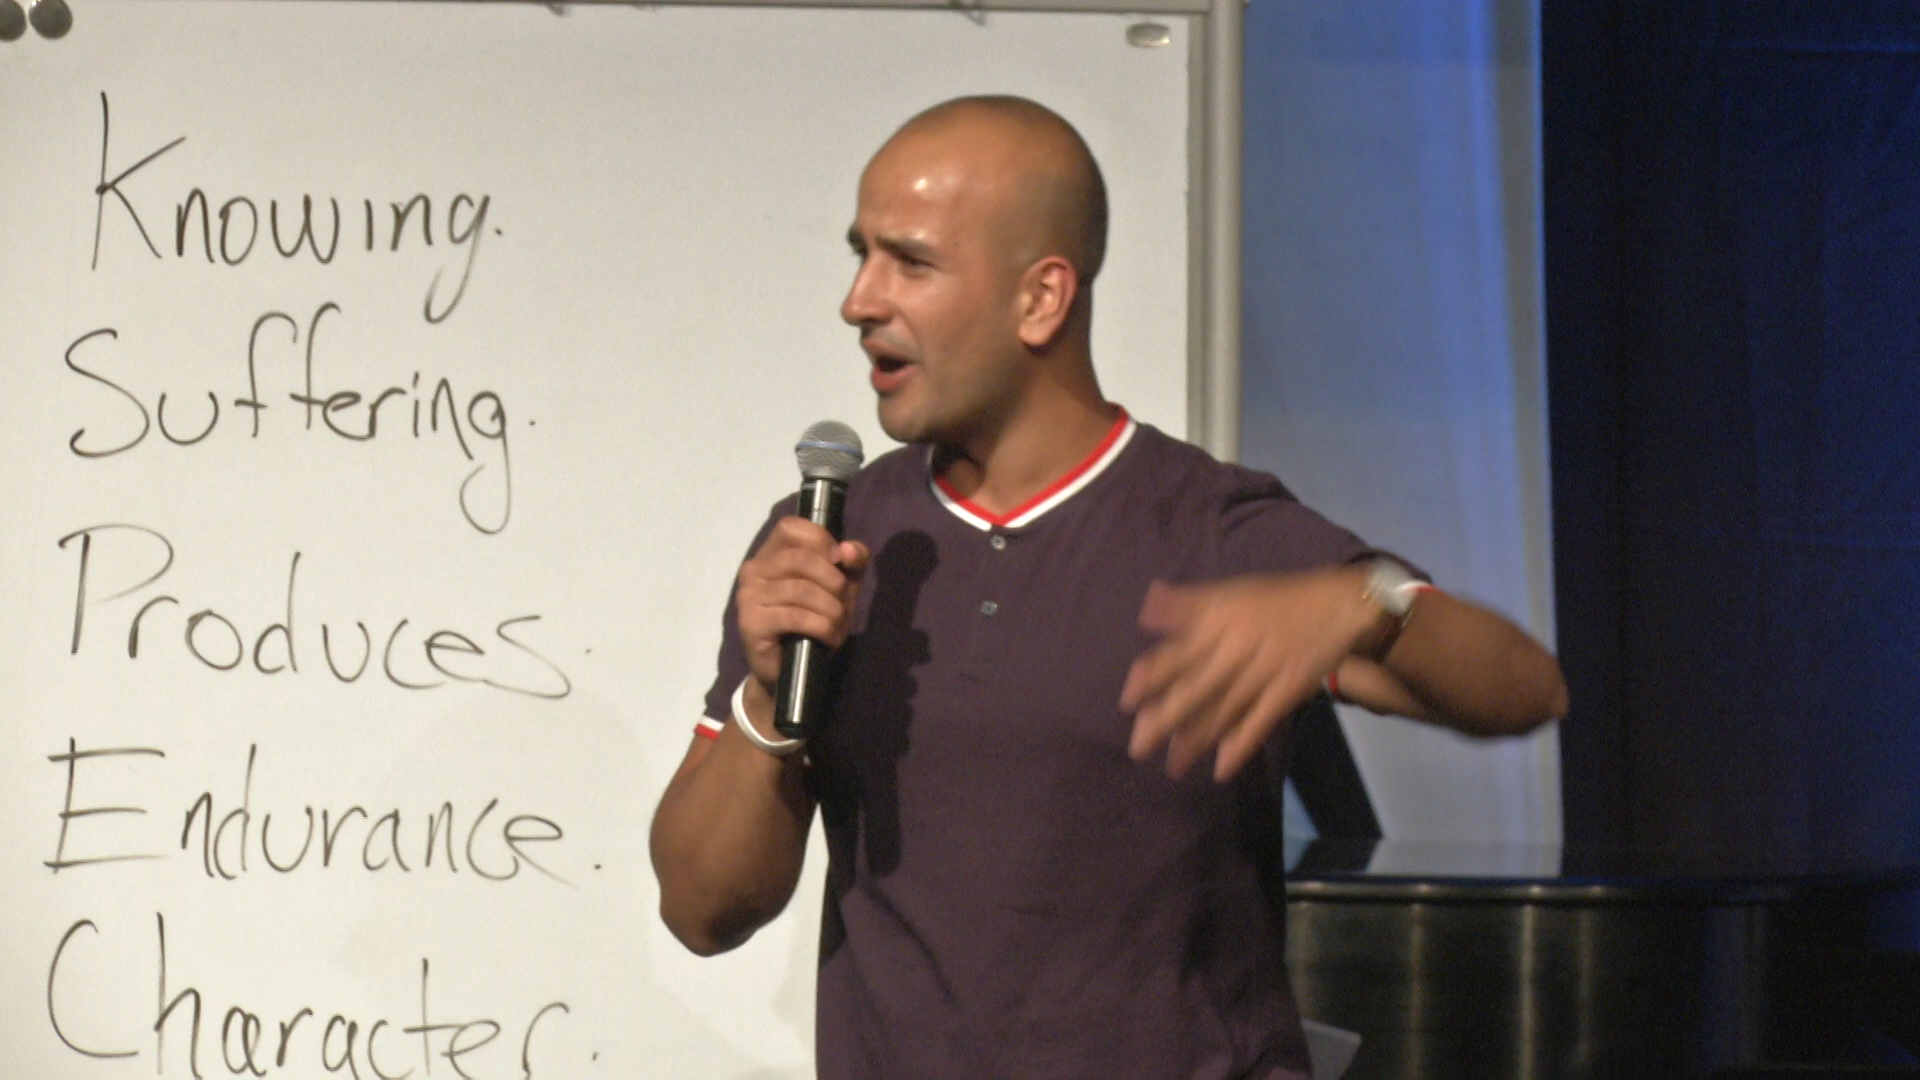 Knowing.
Suffering.
Produces.
Endurance.
Character.